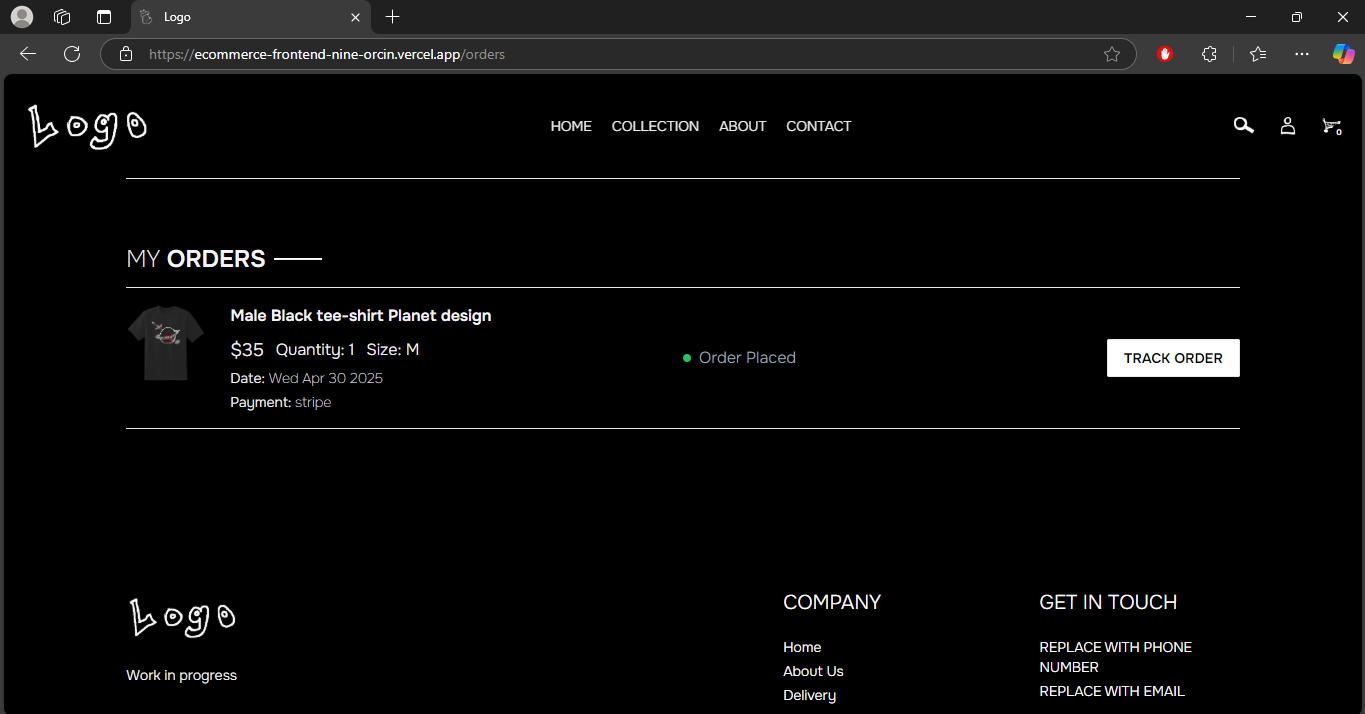 Logo
https://ecommerce-frontend-nine-orcin.vercel.app/orders
Logo
HOME COLLECTION ABOUT CONTACT
0
MY ORDERS
Male Black tee-shirt Planet design
$35 Quantity: 1 Size: M
Date: Wed Apr 30 2025
Payment: stripe
Order Placed
TRACK ORDER
Logo
Work in progress
COMPANY
Home
About Us
Delivery
GET IN TOUCH
REPLACE WITH PHONE
NUMBER
REPLACE WITH EMAIL